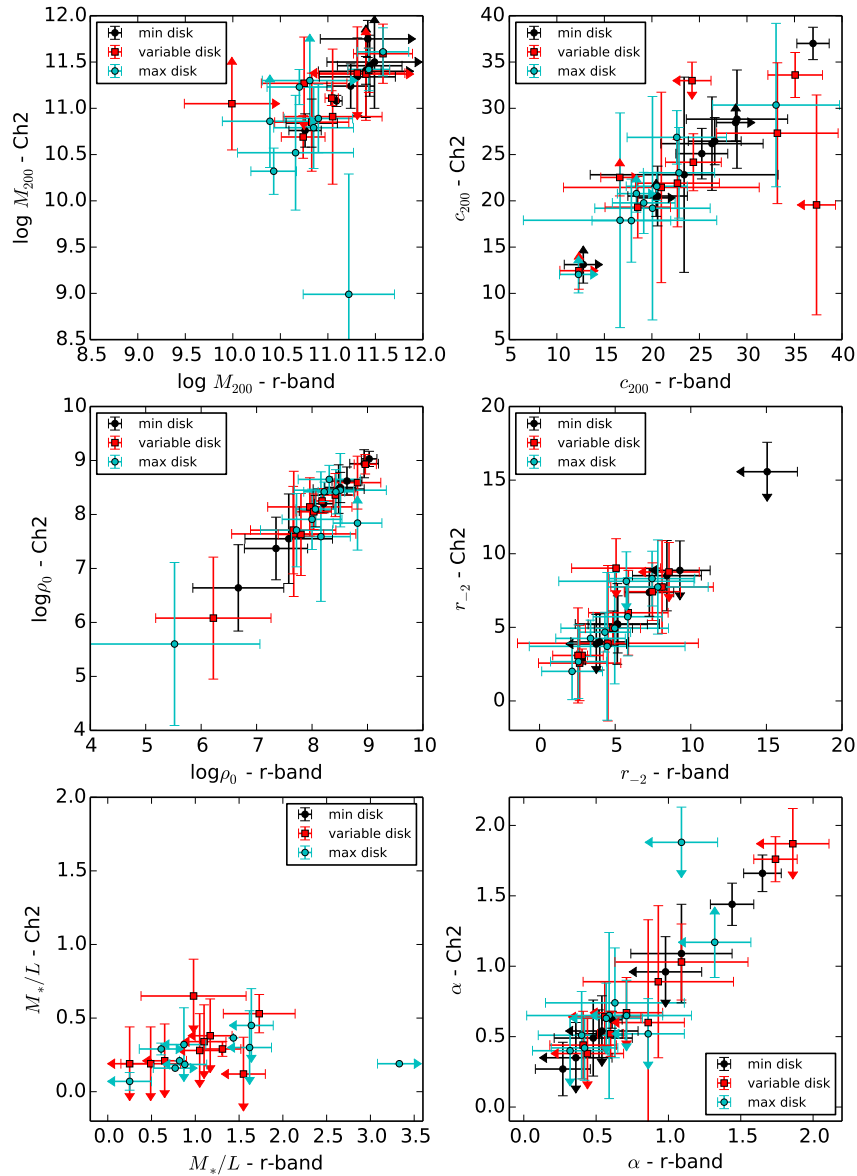 12.0
11.5
11.0
10.5
10.0
9.5
9.0
8.5
log M₂₀₀ - Ch2
min disk
variable disk
max disk
8.5 9.0 9.5 10.0 10.5 11.0 11.5 12.0
log M₂₀₀ - r-band
40
35
30
25
20
15
10
5
c₂₀₀ - Ch2
min disk
variable disk
max disk
5 10 15 20 25 30 35 40
c₂₀₀ - r-band
10
9
8
7
6
5
4
logρ₀ - Ch2
min disk
variable disk
max disk
4 5 6 7 8 9 10
logρ₀ - r-band
20
15
10
5
0
r₋₂ - Ch2
min disk
variable disk
max disk
0 5 10 15 20
r₋₂ - r-band
2.0
1.5
1.0
0.5
0.0
M*/L - Ch2
min disk
variable disk
max disk
0.0 0.5 1.0 1.5 2.0 2.5 3.0 3.5
M*/L - r-band
2.0
1.5
1.0
0.5
0.0
α - Ch2
min disk
variable disk
max disk
0.0 0.5 1.0 1.5 2.0
α - r-band